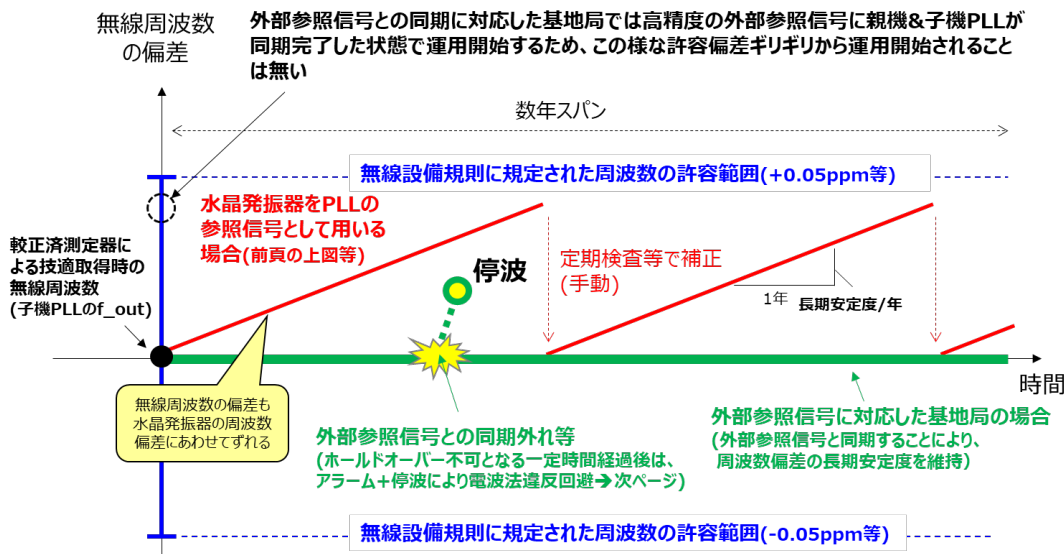 無線周波数
の偏差
外部参照信号との同期に対応した基地局では高精度の外部参照信号に親機&子機PLLが
同期完了した状態で運用開始するため、この様な許容偏差ギリギリから運用開始されること
は無い
数年スパン
無線設備規則に規定された周波数の許容範囲(+0.05ppm等)
水晶発振器をPLLの
参照信号として用いる
場合(前頁の上図等)
較正済測定器に
よる技適取得時の
無線周波数
(子機PLLのf_out)
停波
定期検査等で補正
(手動)
1年
長期安定度/年
時間
無線周波数の偏差も
水晶発振器の周波数
偏差にあわせてずれる
外部参照信号との同期外れ等
(ホールドオーバー不可となる一定時間経過後は、
アラーム+停波により電波法違反回避➔次ページ)
外部参照信号に対応した基地局の場合
(外部参照信号と同期することにより、
周波数偏差の長期安定度を維持)
無線設備規則に規定された周波数の許容範囲(-0.05ppm等)